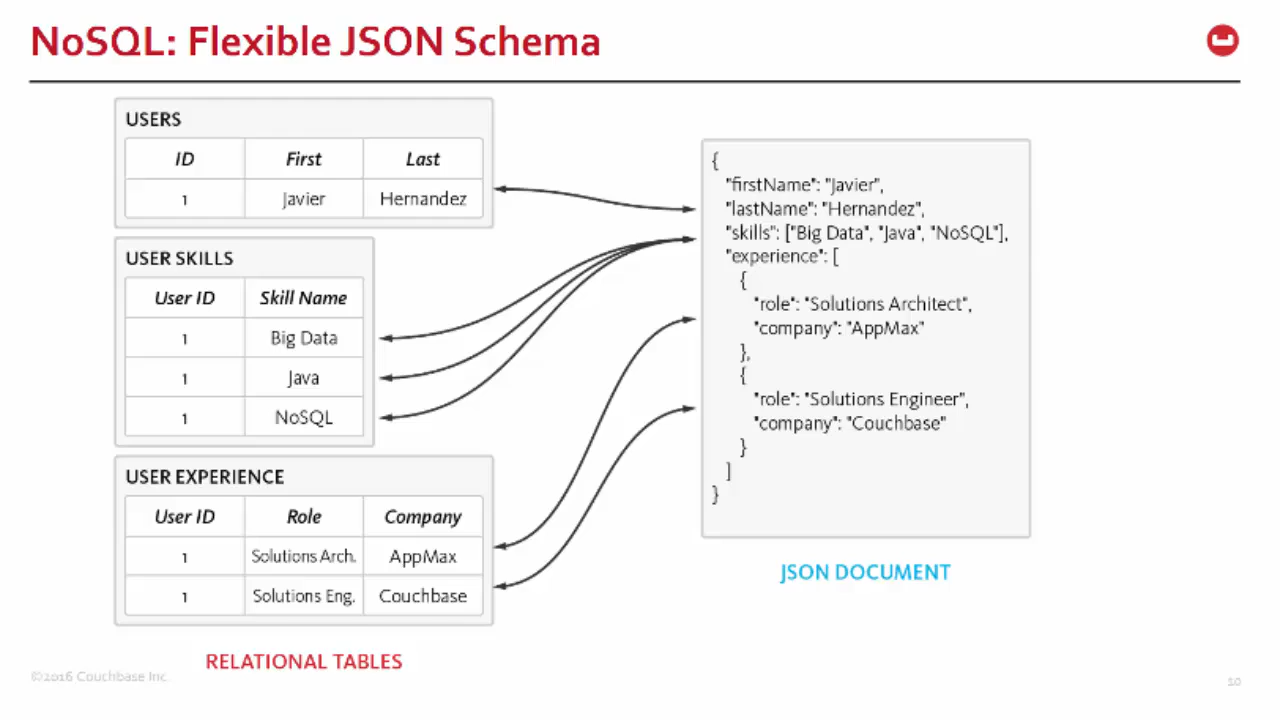 NoSQL: Flexible JSON Schema
USERS
ID First Last
1 Javier Hernandez
USER SKILLS
User ID Skill Name
1 Big Data
1 Java
1 NoSQL
USER EXPERIENCE
User ID Role Company
1 Solutions Arch. AppMax
1 Solutions Eng. Couchbase
RELATIONAL TABLES
{
"firstName": "Javier",
"lastName": "Hernandez",
"skills": ["Big Data", "Java", "NoSQL"],
"experience": [
{
"role": "Solutions Architect",
"company": "AppMax"
},
{
"role": "Solutions Engineer",
"company": "Couchbase"
}
]
}
JSON DOCUMENT
©2016 Couchbase Inc.